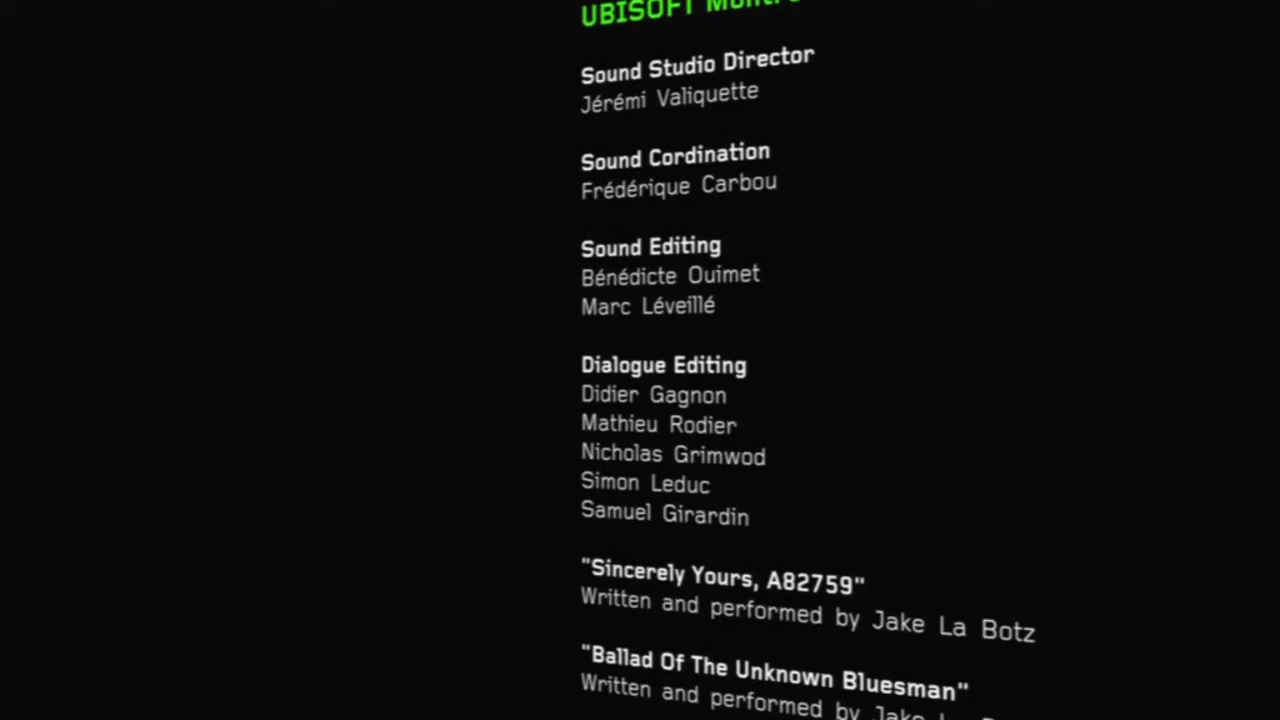 UBISOFT
Sound Studio Director
Jérémi Valiquette
Sound Cordination
Frédérique Carbou
Sound Editing
Bénédicte Ouimet
Marc Léveillé
Dialogue Editing
Didier Gagnon
Mathieu Rodier
Nicholas Grimwod
Simon Leduc
Samuel Girardin
"Sincerely Yours, A82759"
Written and performed by Jake La Botz
"Ballad Of The Unknown Bluesman"
Written and performed by Jake